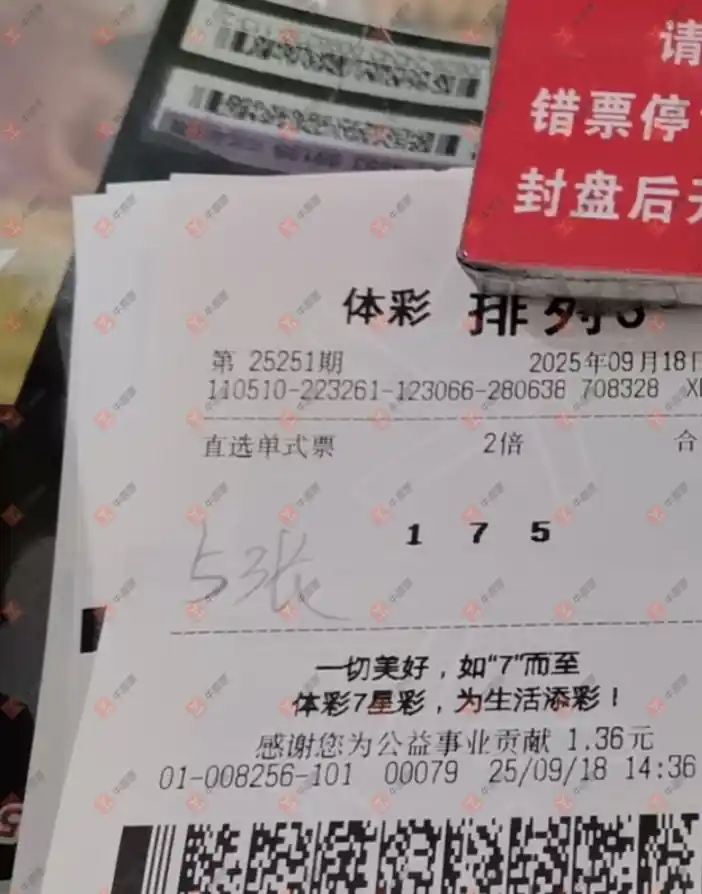 请
错票停
封盘后
体彩 排列3
第 25251期 2025年09月18日
110510-223261-123066-280638 708328
直选单式票 2倍 合
1 7 5
53张
一切美好，如“7”而至
体彩7星彩，为生活添彩！
感谢您为公益事业贡献 1.36元
01-008256-101 00079 25/09/18 14:36